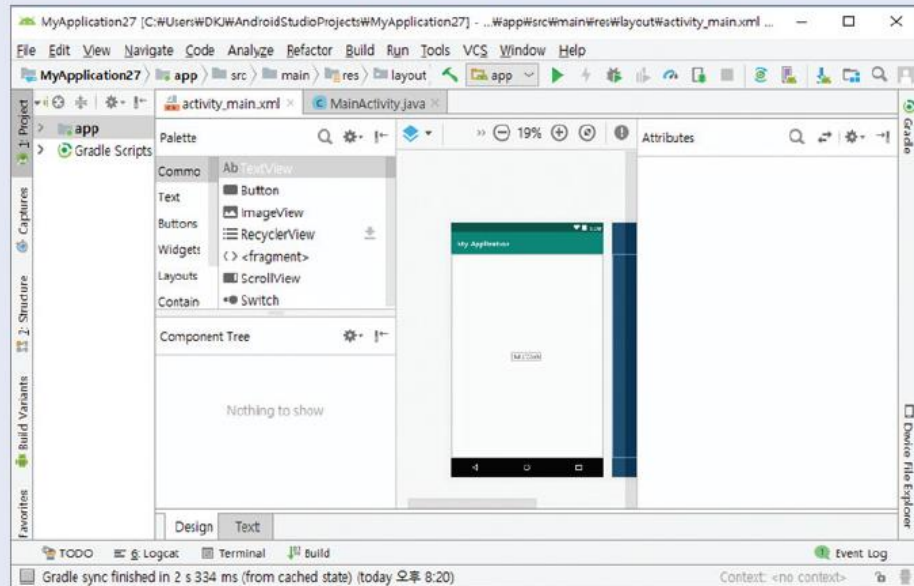 MyApplication27 [C:₩Users₩DKJ₩AndroidStudioProjects₩MyApplication27] - ...₩app₩src₩main₩res₩layout₩activity_main.xml ...
File Edit View Navigate Code Analyze Refactor Build Run Tools VCS Window Help
MyApplication27 app src main res layout app
1: Project
Captures
2: Structure
Build Variants
Favorites
app
Gradle Scripts
activity_main.xml
MainActivity.java
Palette
Commo
Text
Buttons
Widgets
Layouts
Contain
Ab TextView
Button
ImageView
RecyclerView
<fragment>
ScrollView
Switch
Component Tree
Nothing to show
19%
My Application
Attributes
Gradle
Device File Explorer
Design Text
TODO 6: Logcat Terminal Build
1 Event Log
Gradle sync finished in 2 s 334 ms (from cached state) (today 오후 8:20)
Context: <no context>